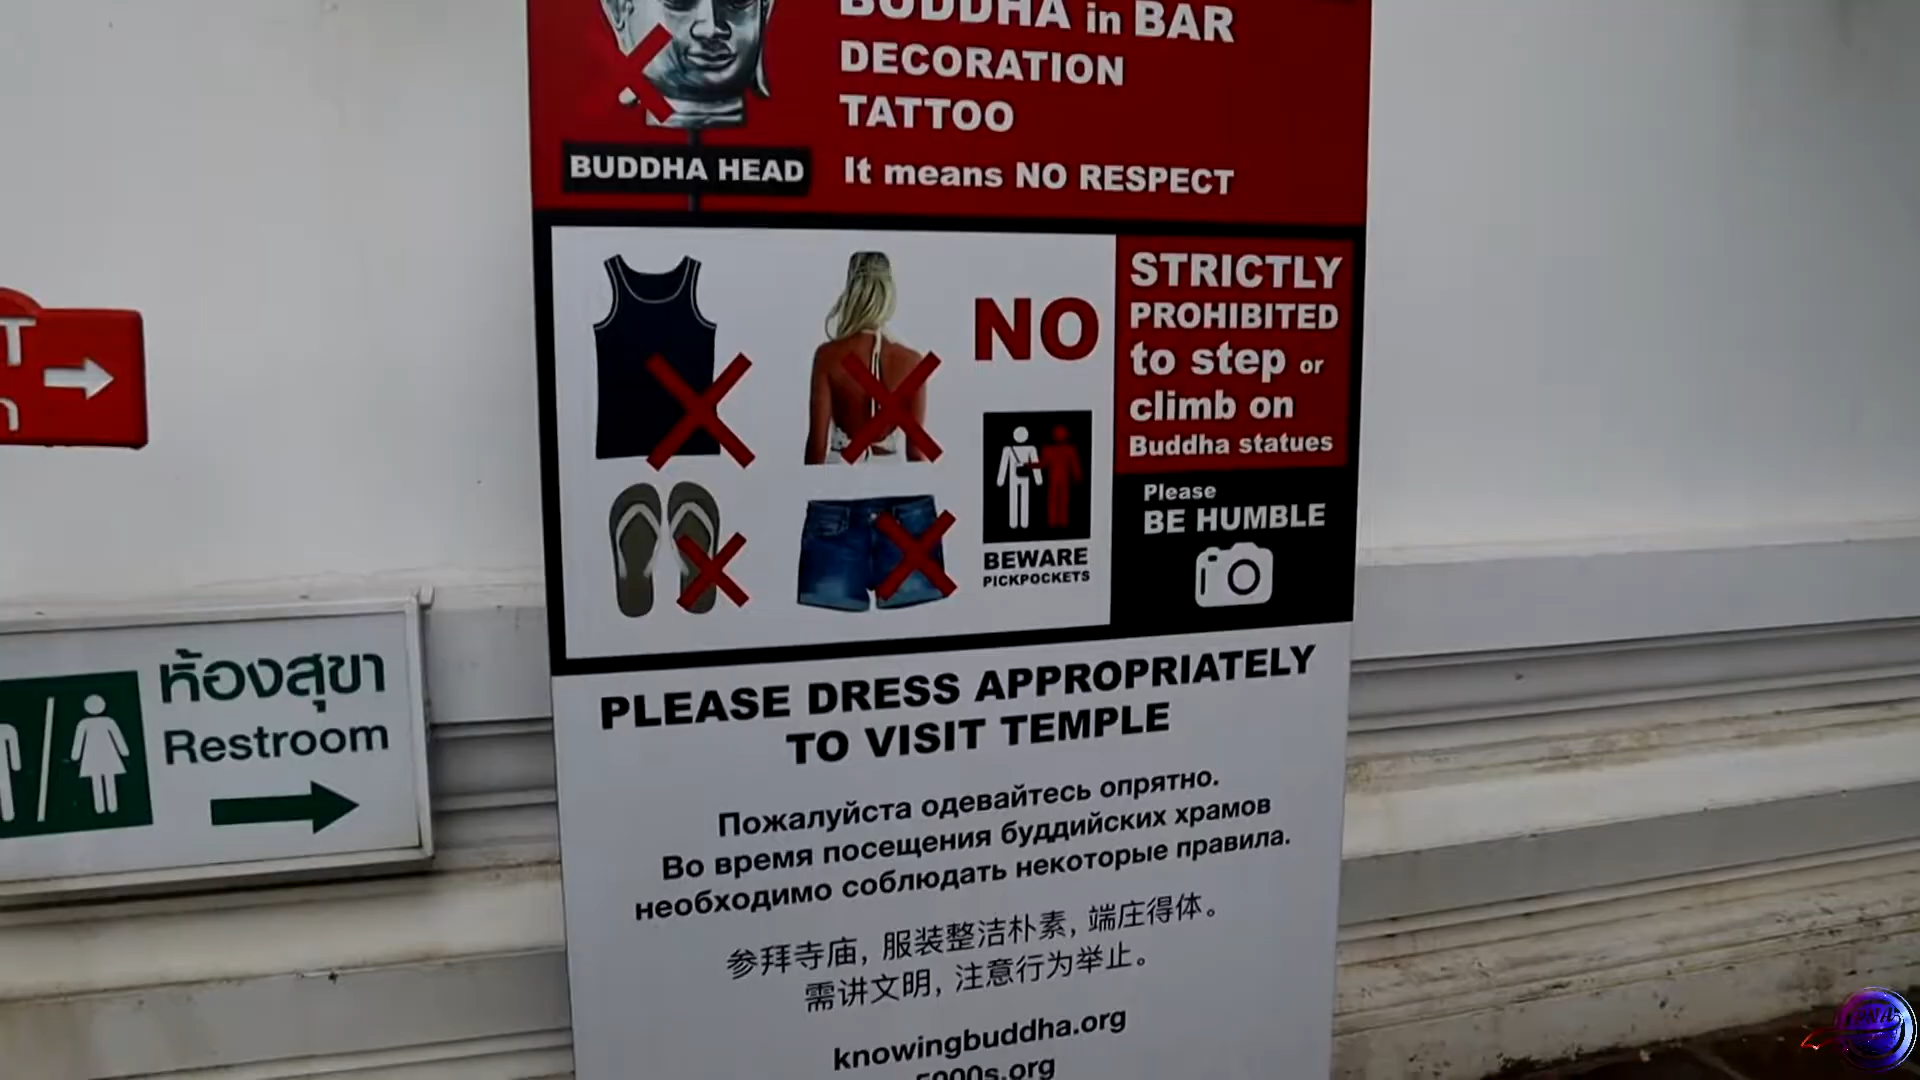 BUDDHA in BAR
DECORATION
TATTOO
BUDDHA HEAD
It means NO RESPECT
NO
BEWARE
PICKPOCKETS
STRICTLY
PROHIBITED
to step or
climb on
Buddha statues
Please
BE HUMBLE
PLEASE DRESS APPROPRIATELY
TO VISIT TEMPLE
Пожалуйста одевайтесь опрятно.
Во время посещения буддийских храмов
необходимо соблюдать некоторые правила.
参拜寺庙, 服装整洁朴素, 端庄得体。
需讲文明, 注意行为举止。
knowingbuddha.org
5000s.org
ห้องสุขา
Restroom